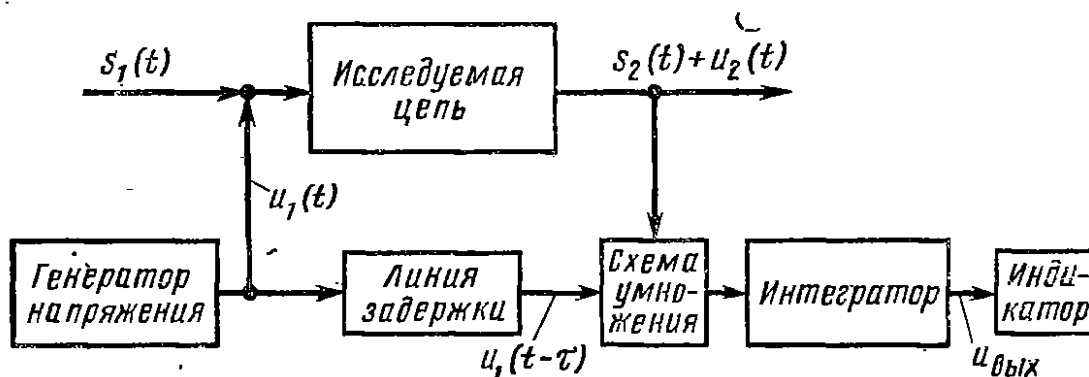 s₁(t)
Исследуемая
цепь
s₂(t)+u₂(t)
u₁(t)
Генератор
напряжения
Линия
задержки
u₁(t-τ)
Схема
умно-
жения
Интегратор
uвых
Инди-
катор